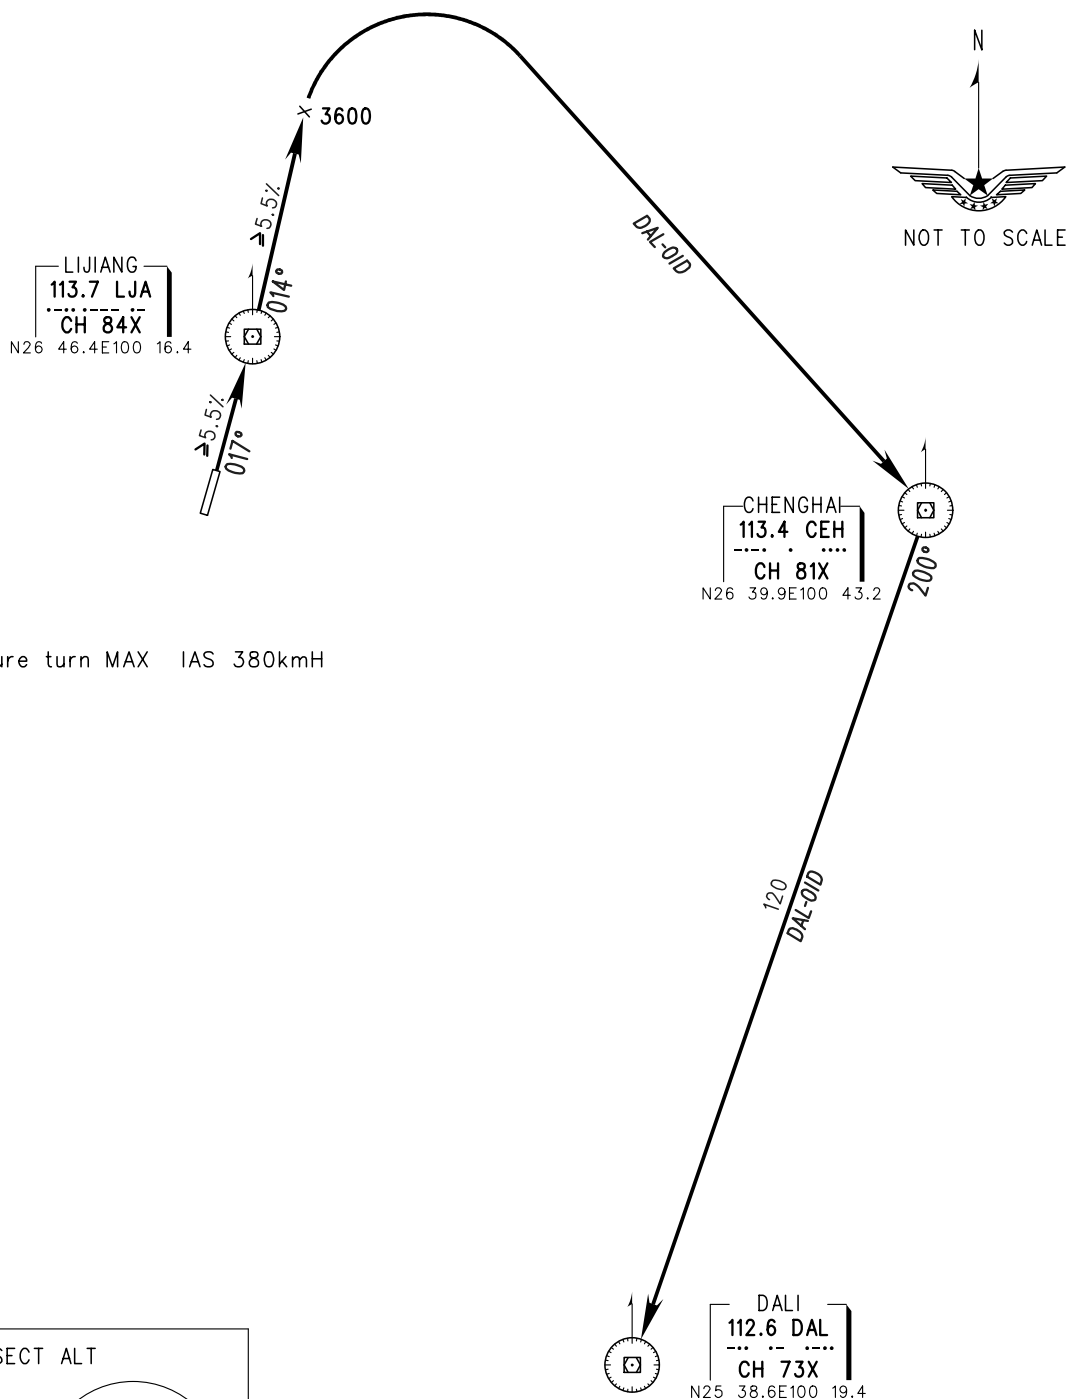 N
3600
NOT TO SCALE
≥5.5%
014°
DAL-01D
LIJIANG
113.7 LJA
CH 84X
N26 46.4E100 16.4
≥5.5%
017°
CHENGHAI
113.4 CEH
CH 81X
N26 39.9E100 43.2
200°
ure turn MAX IAS 380kmH
120
DAL-01D
DALI
112.6 DAL
CH 73X
N25 38.6E100 19.4
SECT ALT